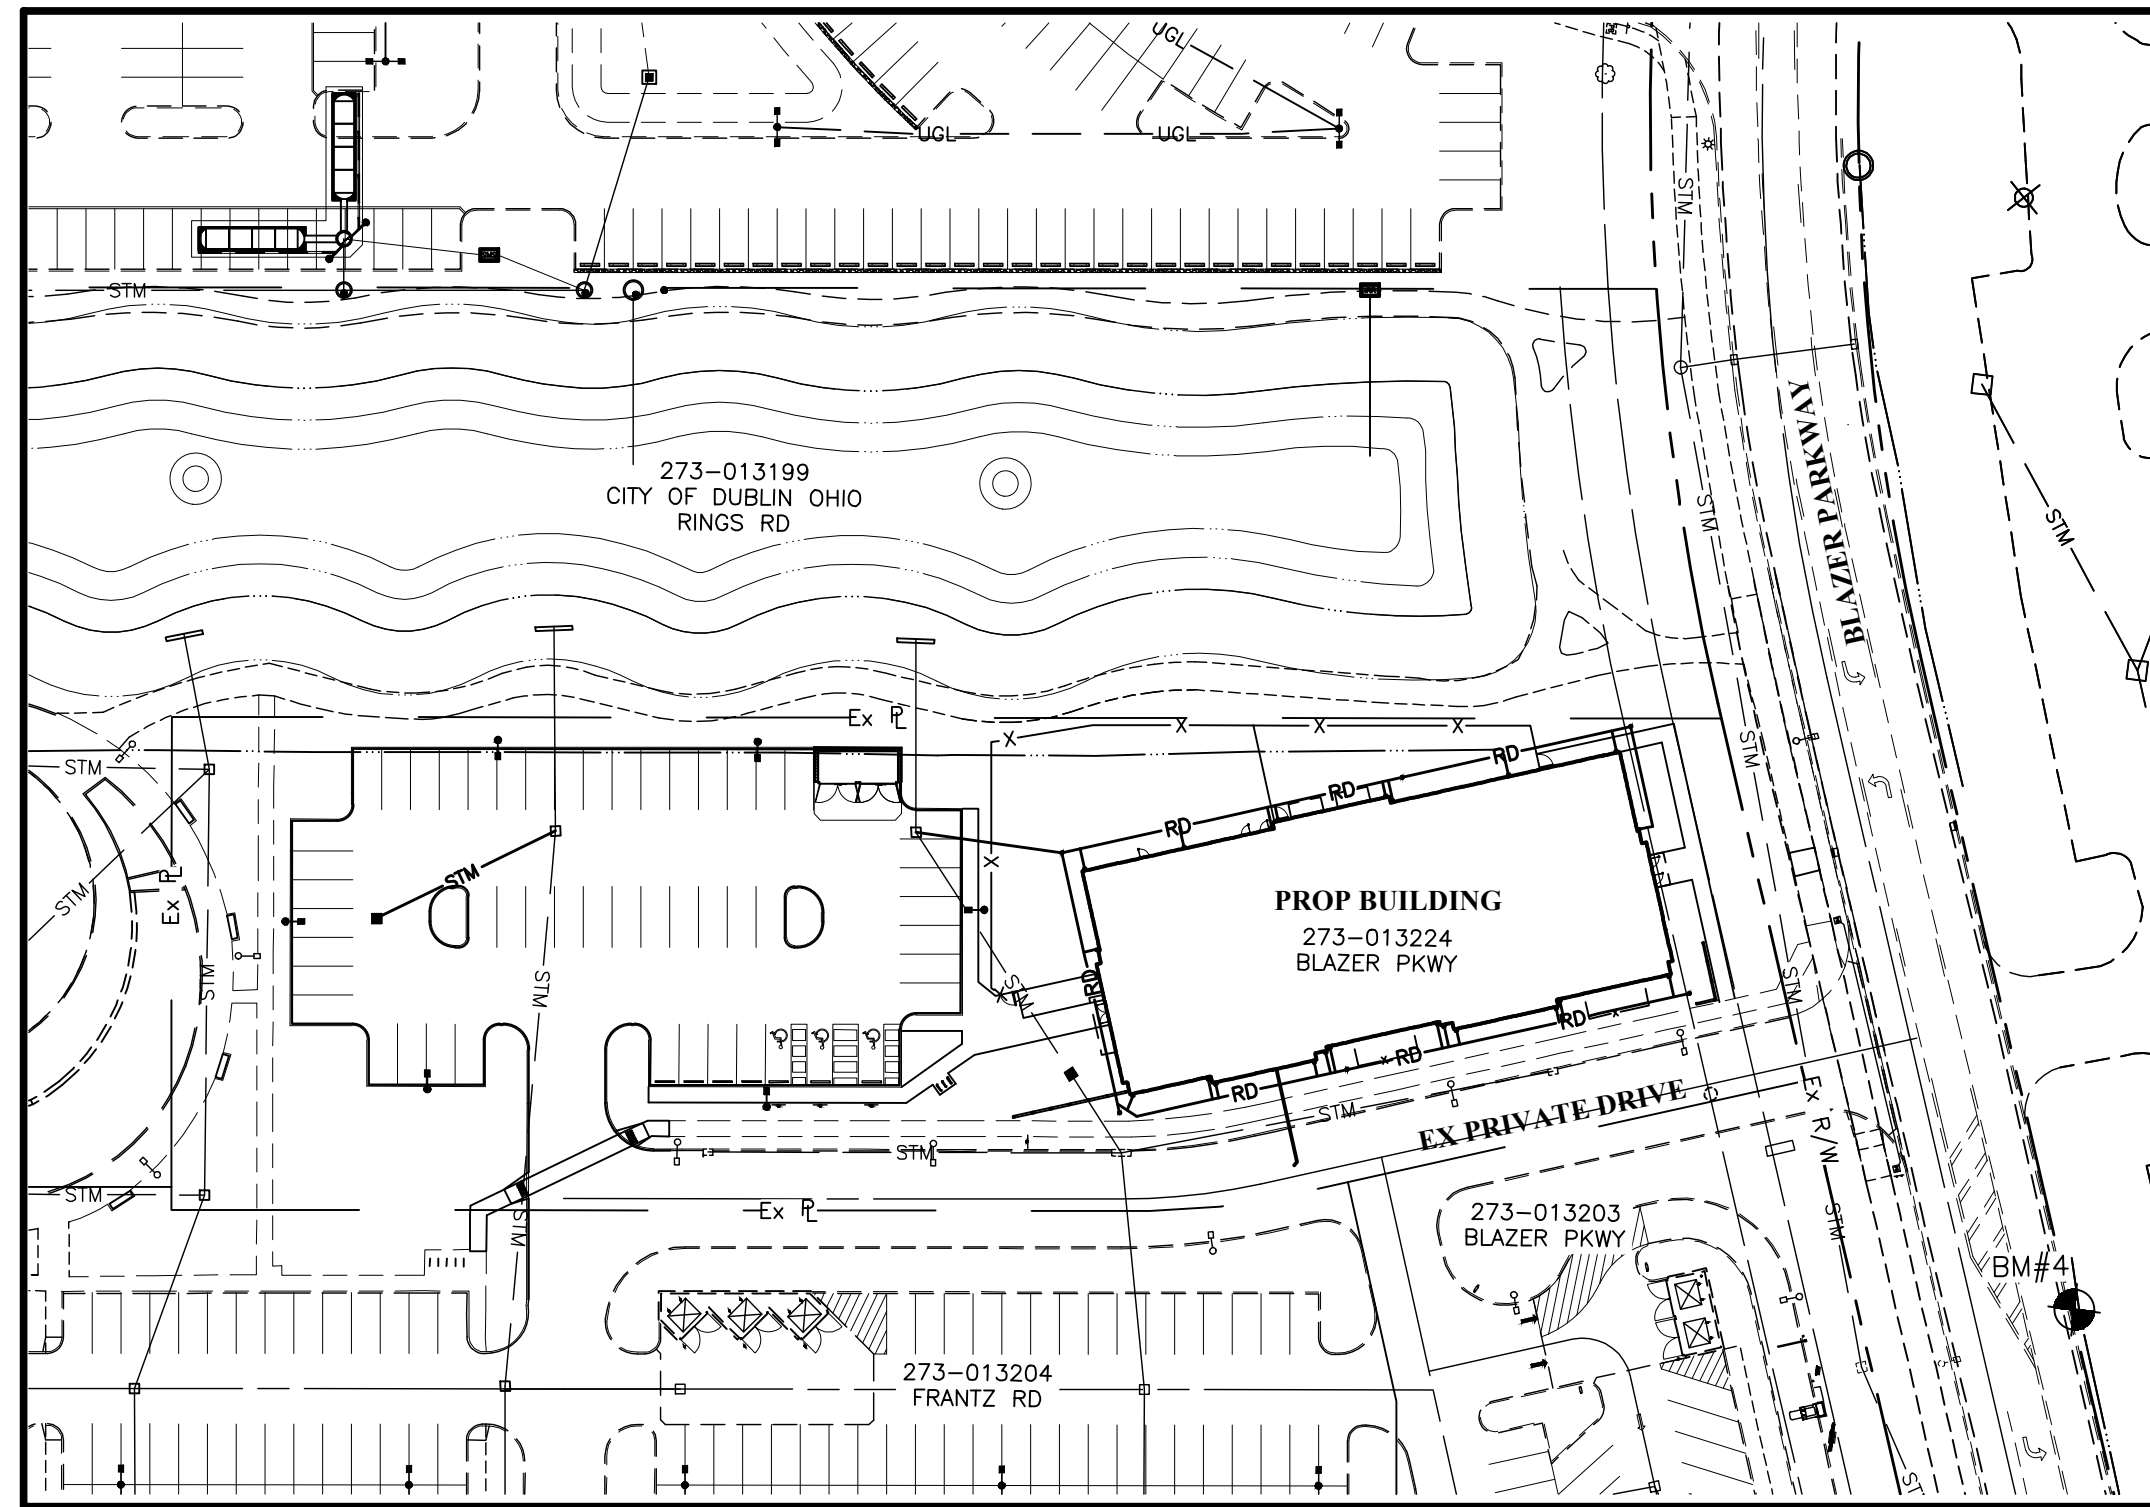 UGL
UGL
UGL
STM
STM
273-013199
CITY OF DUBLIN OHIO
RINGS RD
STM
STM
BLAZER PARKWAY
Ex PL
X
X
X
X
STM
STM
RD
RD
RD
STM
X
STM
Ex PL
PROP BUILDING
273-013224
BLAZER PKWY
STM
STM
STM
X
RD
STM
RD
RD
RD
STM
STM
EX PRIVATE DRIVE
Ex R/W
STM
Ex PL
STM
STM
273-013203
BLAZER PKWY
BM#4
273-013204
FRANTZ RD